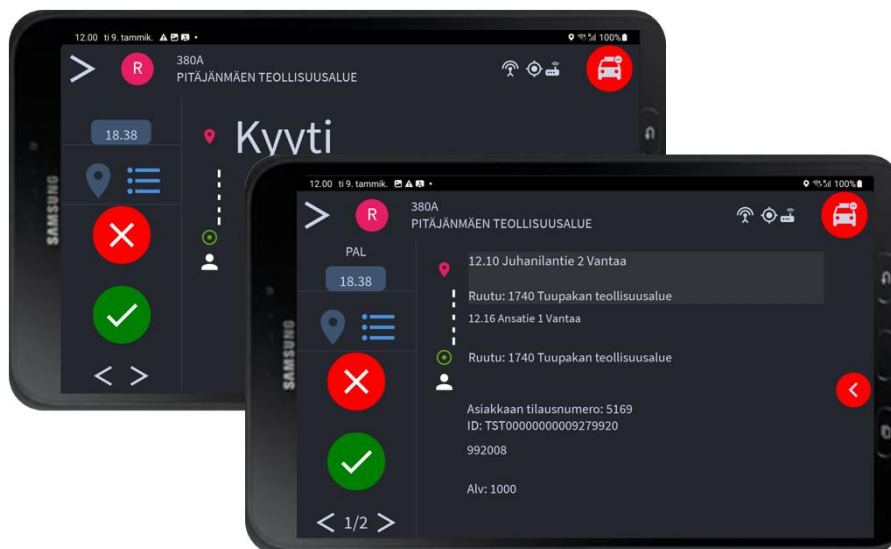 12.00 ti 9. tammik.
100%
R
380A
PITÄJÄNMÄEN TEOLLISUUSALUE
18.38
Kyyti
SAMSUNG
12.00 ti 9. tammik.
100%
R
380A
PITÄJÄNMÄEN TEOLLISUUSALUE
PAL
18.38
12.10 Juhanilantie 2 Vantaa
Ruutu: 1740 Tuupakan teollisuusalue
12.16 Ansatie 1 Vantaa
Ruutu: 1740 Tuupakan teollisuusalue
Asiakkaan tilausnumero: 5169
ID: TST00000000009279920
992008
Alv: 1000
< 1/2 >
SAMSUNG